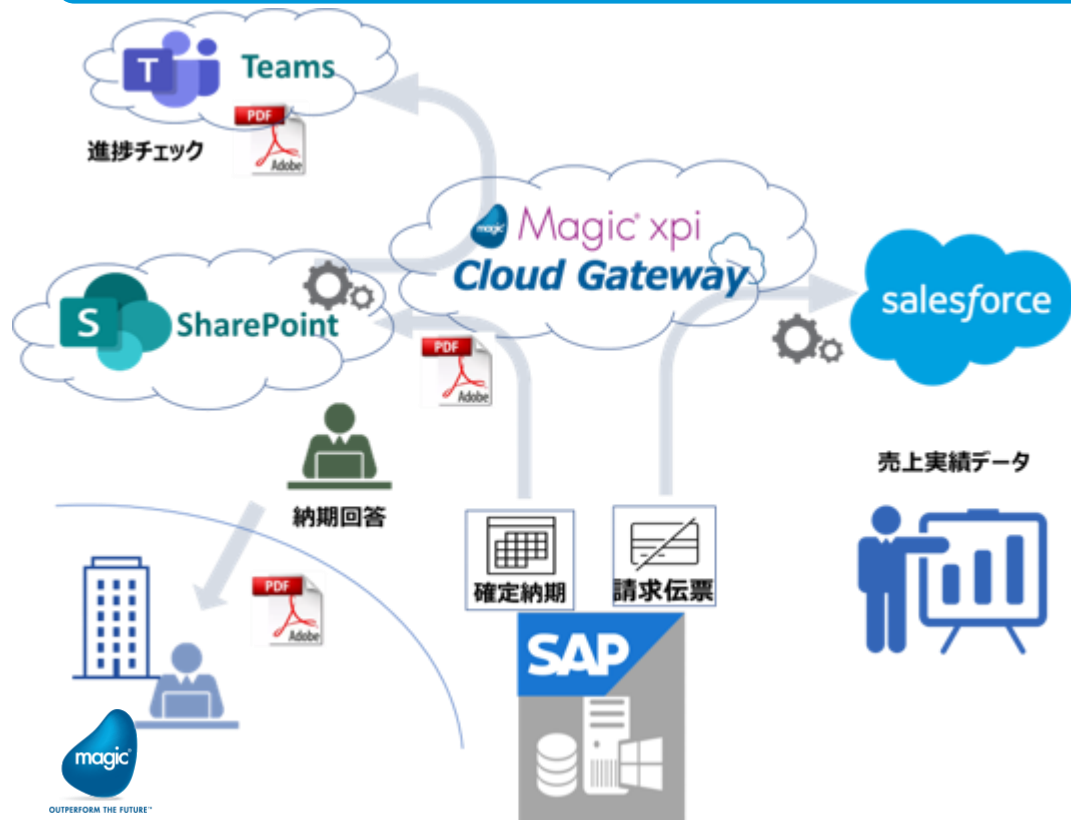 T
Teams
PDF
Adobe
進捗チェック
magic
Magic® xpi
Cloud Gateway
S
SharePoint
PDF
Adobe
salesforce
売上実績データ
納期回答
確定納期
請求伝票
PDF
Adobe
SAP
magic®
OUTPERFORM THE FUTURE™